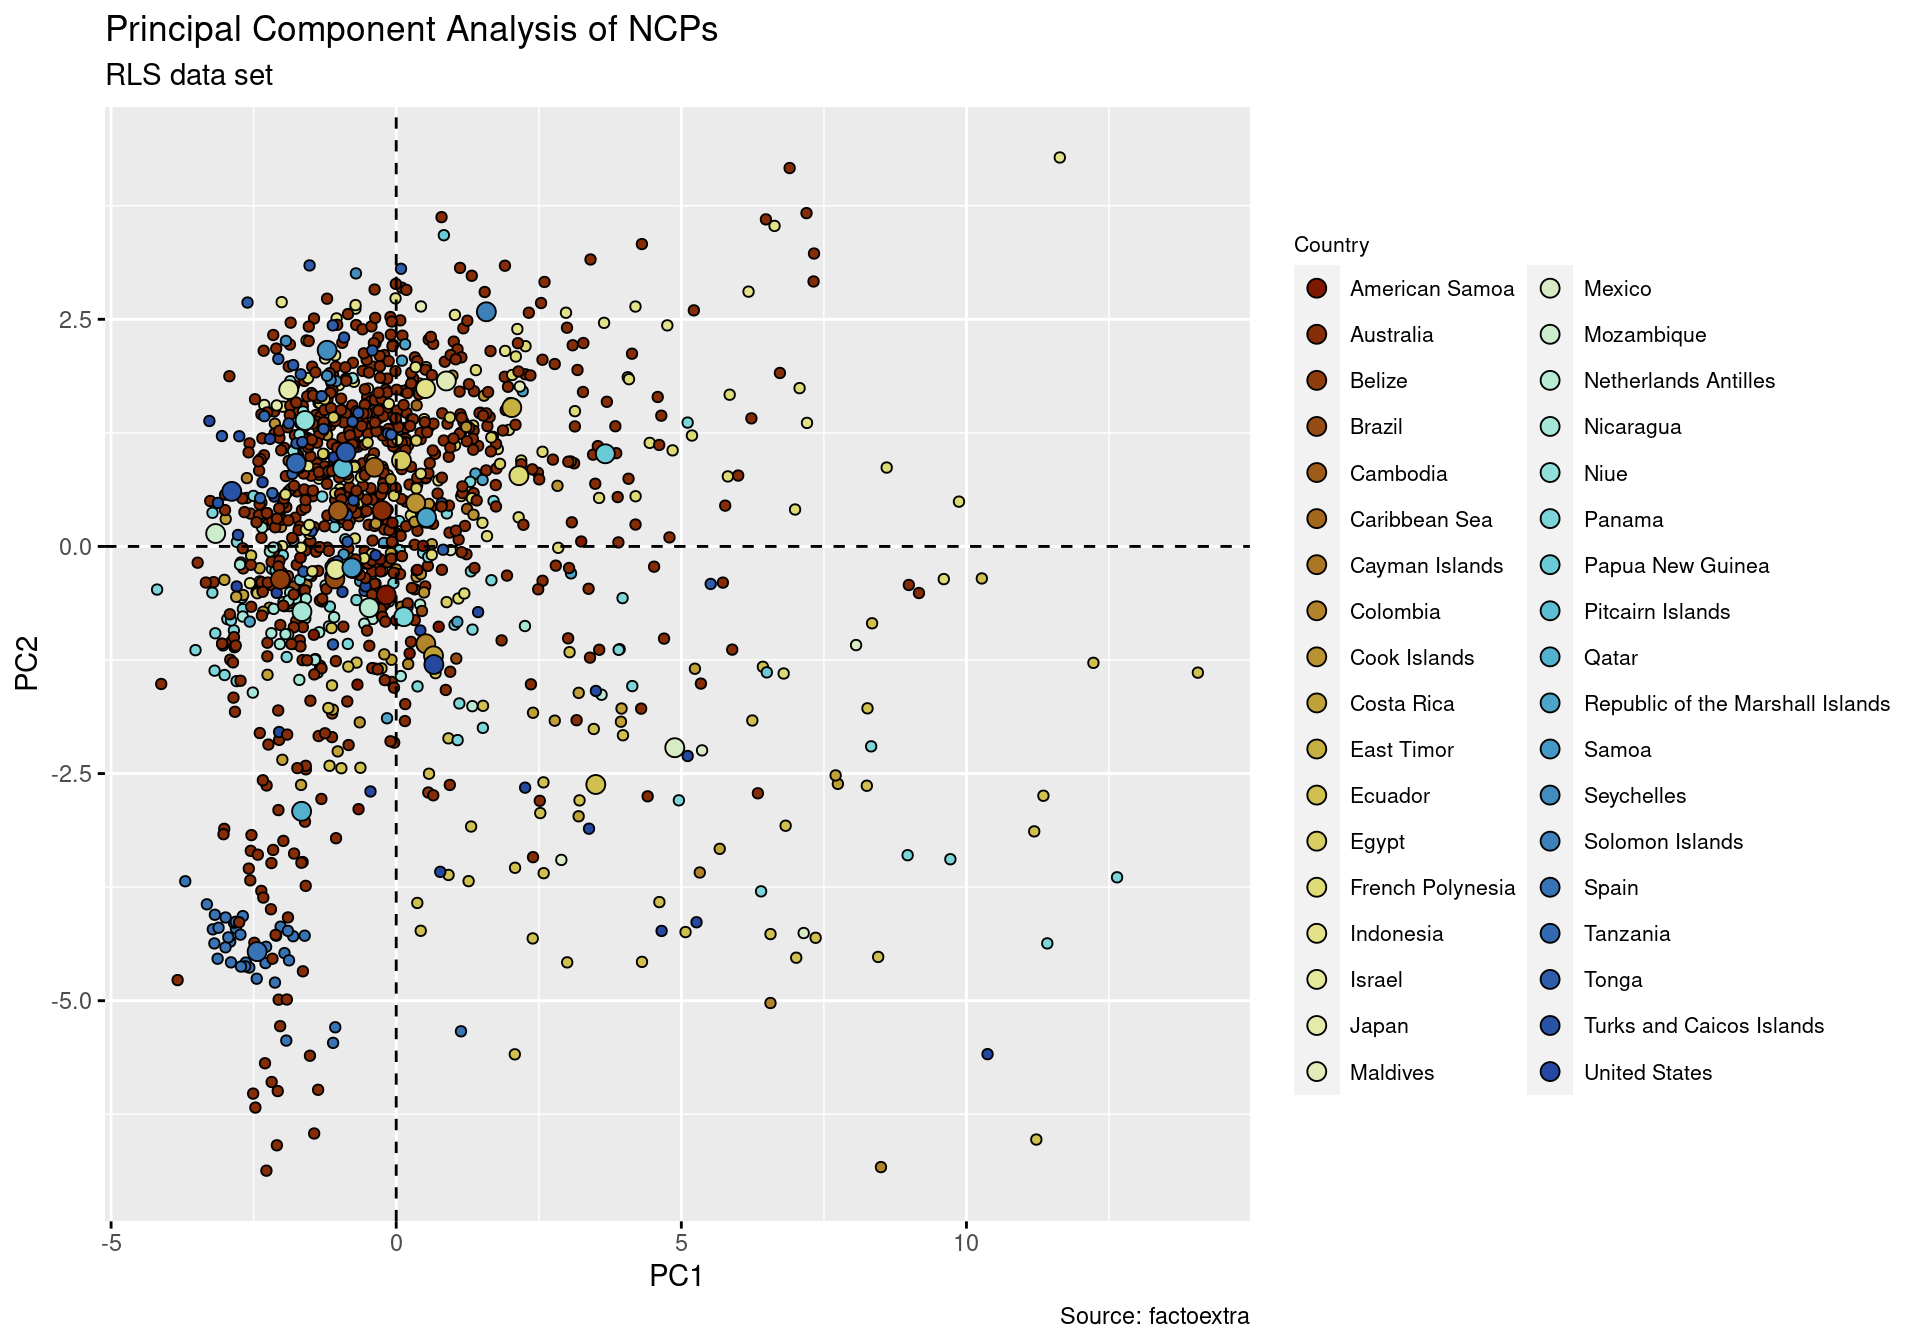 Principal Component Analysis of NCPs
RLS data set
PC2
2.5
0.0
-2.5
-5.0
-5
0
5
10
PC1
Source: factoextra
Country
American Samoa
Australia
Belize
Brazil
Cambodia
Caribbean Sea
Cayman Islands
Colombia
Cook Islands
Costa Rica
East Timor
Ecuador
Egypt
French Polynesia
Indonesia
Israel
Japan
Maldives
Mexico
Mozambique
Netherlands Antilles
Nicaragua
Niue
Panama
Papua New Guinea
Pitcairn Islands
Qatar
Republic of the Marshall Islands
Samoa
Seychelles
Solomon Islands
Spain
Tanzania
Tonga
Turks and Caicos Islands
United States